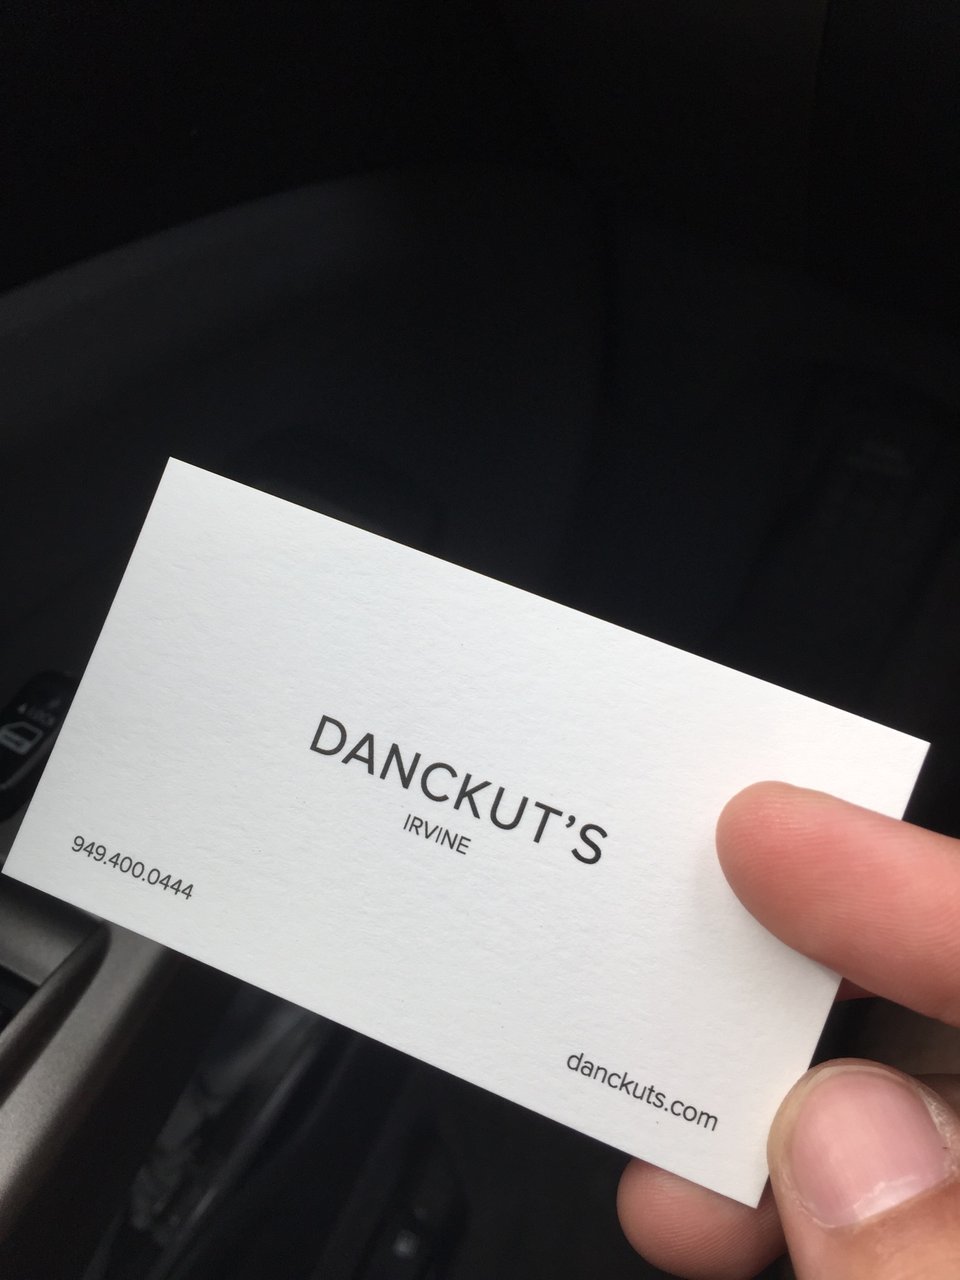 DANCKUT’S
IRVINE
949.400.0444
danckuts.com